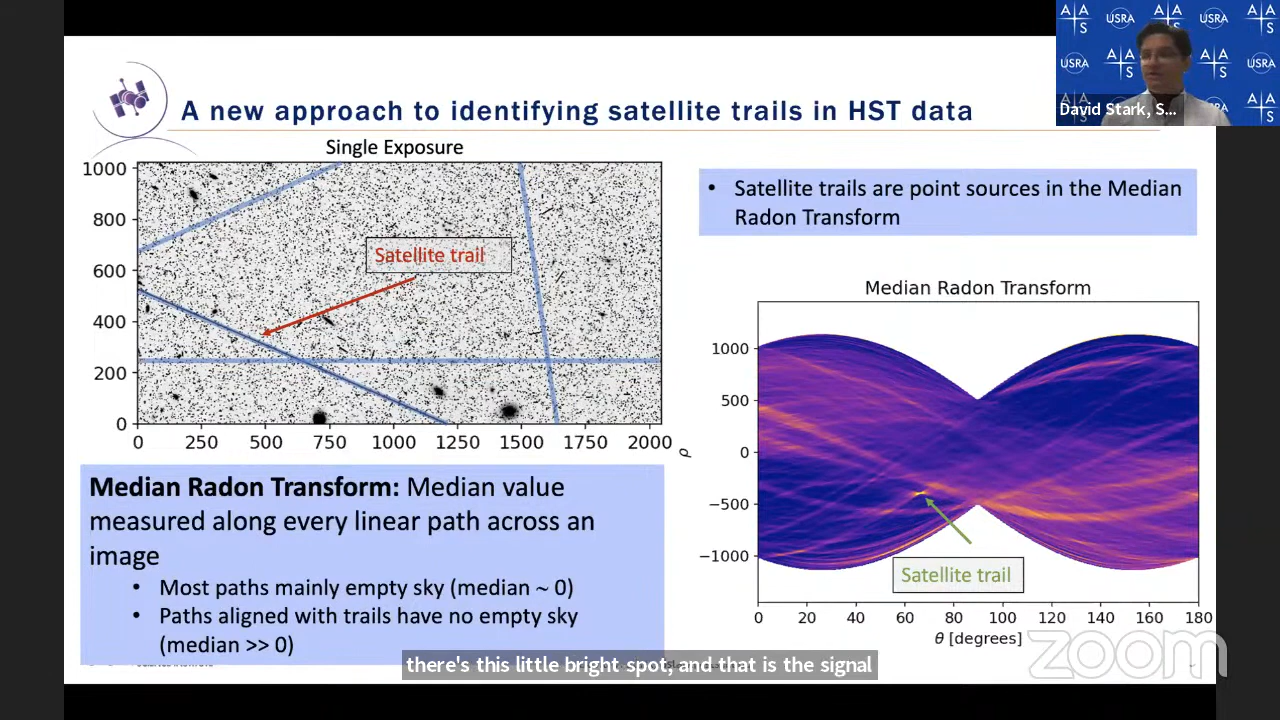 A new approach to identifying satellite trails in HST data
USRA
USRA
A A
S
USRA
A A
S
David Stark, S...
Single Exposure
1000
800
600
400
200
0
0 250 500 750 1000 1250 1500 1750 2000
Satellite trail
Median Radon Transform: Median value
measured along every linear path across an
image
• Most paths mainly empty sky (median ~ 0)
• Paths aligned with trails have no empty sky
(median >> 0)
• Satellite trails are point sources in the Median
Radon Transform
Median Radon Transform
ρ
1000
500
0
−500
−1000
Satellite trail
0 20 40 60 80 100 120 140 160 180
θ [degrees]
there's this little bright spot, and that is the signal
zoom